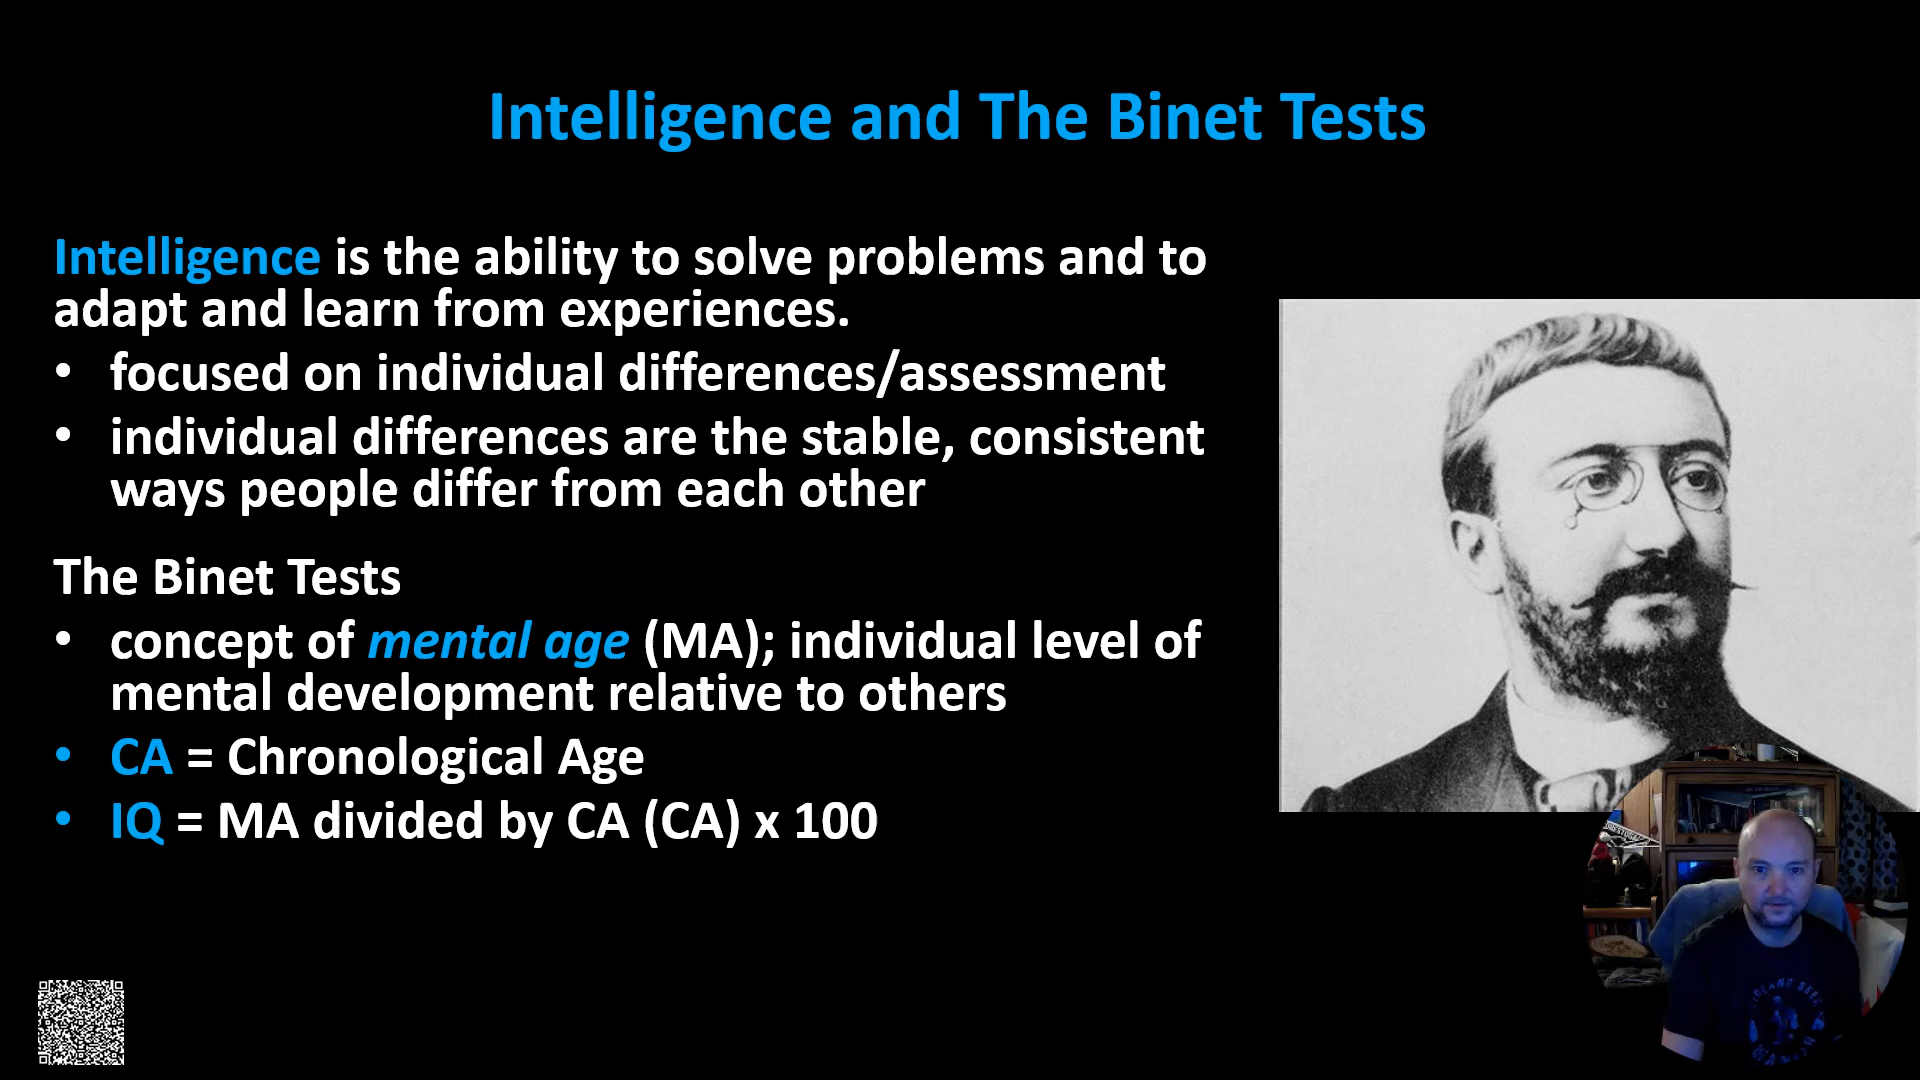 Intelligence and The Binet Tests
Intelligence is the ability to solve problems and to
adapt and learn from experiences.
• focused on individual differences/assessment
• individual differences are the stable, consistent
ways people differ from each other
The Binet Tests
• concept of mental age (MA); individual level of
mental development relative to others
• CA = Chronological Age
• IQ = MA divided by CA (CA) x 100